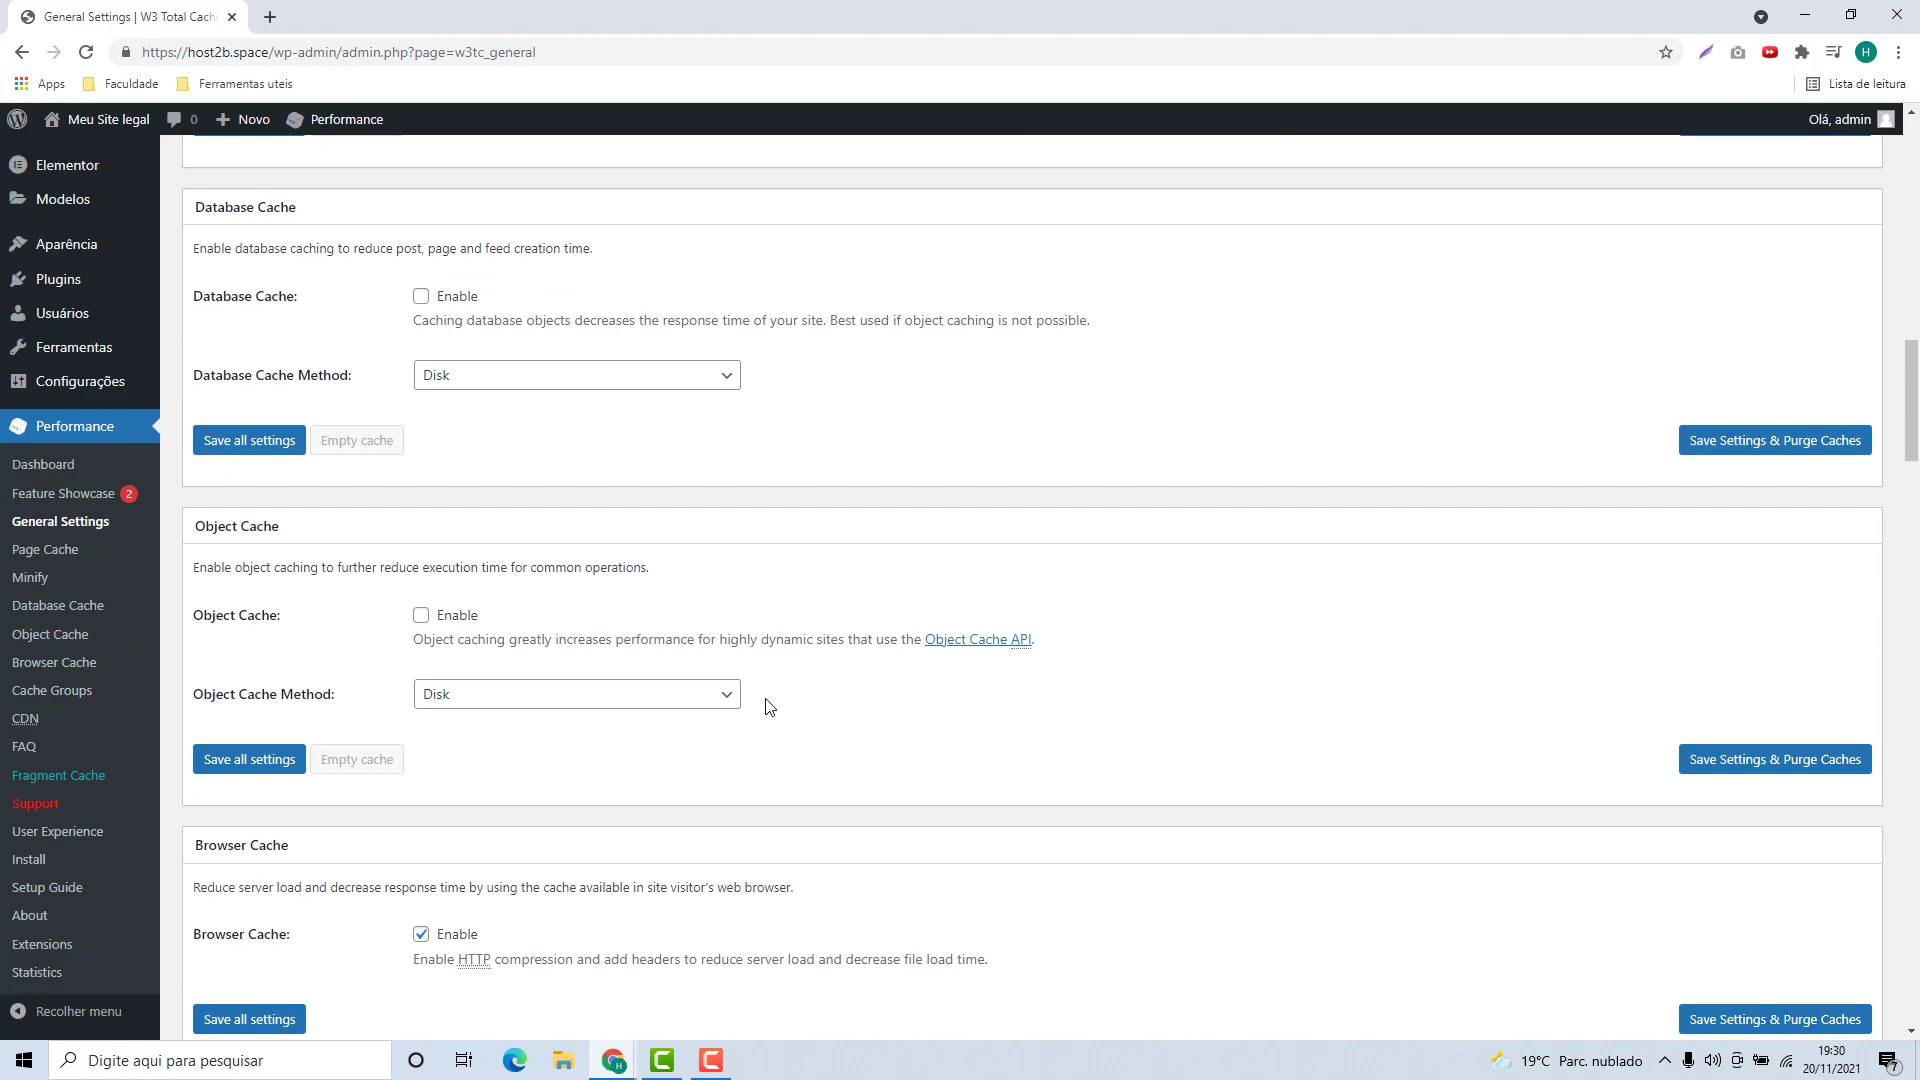 General Settings | W3 Total Cach
https://host2b.space/wp-admin/admin.php?page=w3tc_general
H
Apps
Faculdade
Ferramentas uteis
Lista de leitura
Meu Site legal
0
Novo
Performance
Olá, admin
Elementor
Modelos
Aparência
Plugins
Usuários
Ferramentas
Configurações
Performance
Dashboard
Feature Showcase 2
General Settings
Page Cache
Minify
Database Cache
Object Cache
Browser Cache
Cache Groups
CDN
FAQ
Fragment Cache
Support
User Experience
Install
Setup Guide
About
Extensions
Statistics
Recolher menu
Database Cache
Enable database caching to reduce post, page and feed creation time.
Database Cache:
Enable
Caching database objects decreases the response time of your site. Best used if object caching is not possible.
Database Cache Method:
Disk
Save all settings
Empty cache
Save Settings & Purge Caches
Object Cache
Enable object caching to further reduce execution time for common operations.
Object Cache:
Enable
Object caching greatly increases performance for highly dynamic sites that use the Object Cache API.
Object Cache Method:
Disk
Save all settings
Empty cache
Save Settings & Purge Caches
Browser Cache
Reduce server load and decrease response time by using the cache available in site visitor's web browser.
Browser Cache:
Enable
Enable HTTP compression and add headers to reduce server load and decrease file load time.
Save all settings
Save Settings & Purge Caches
Digite aqui para pesquisar
19°C
Parc. nublado
19:30
20/11/2021
7